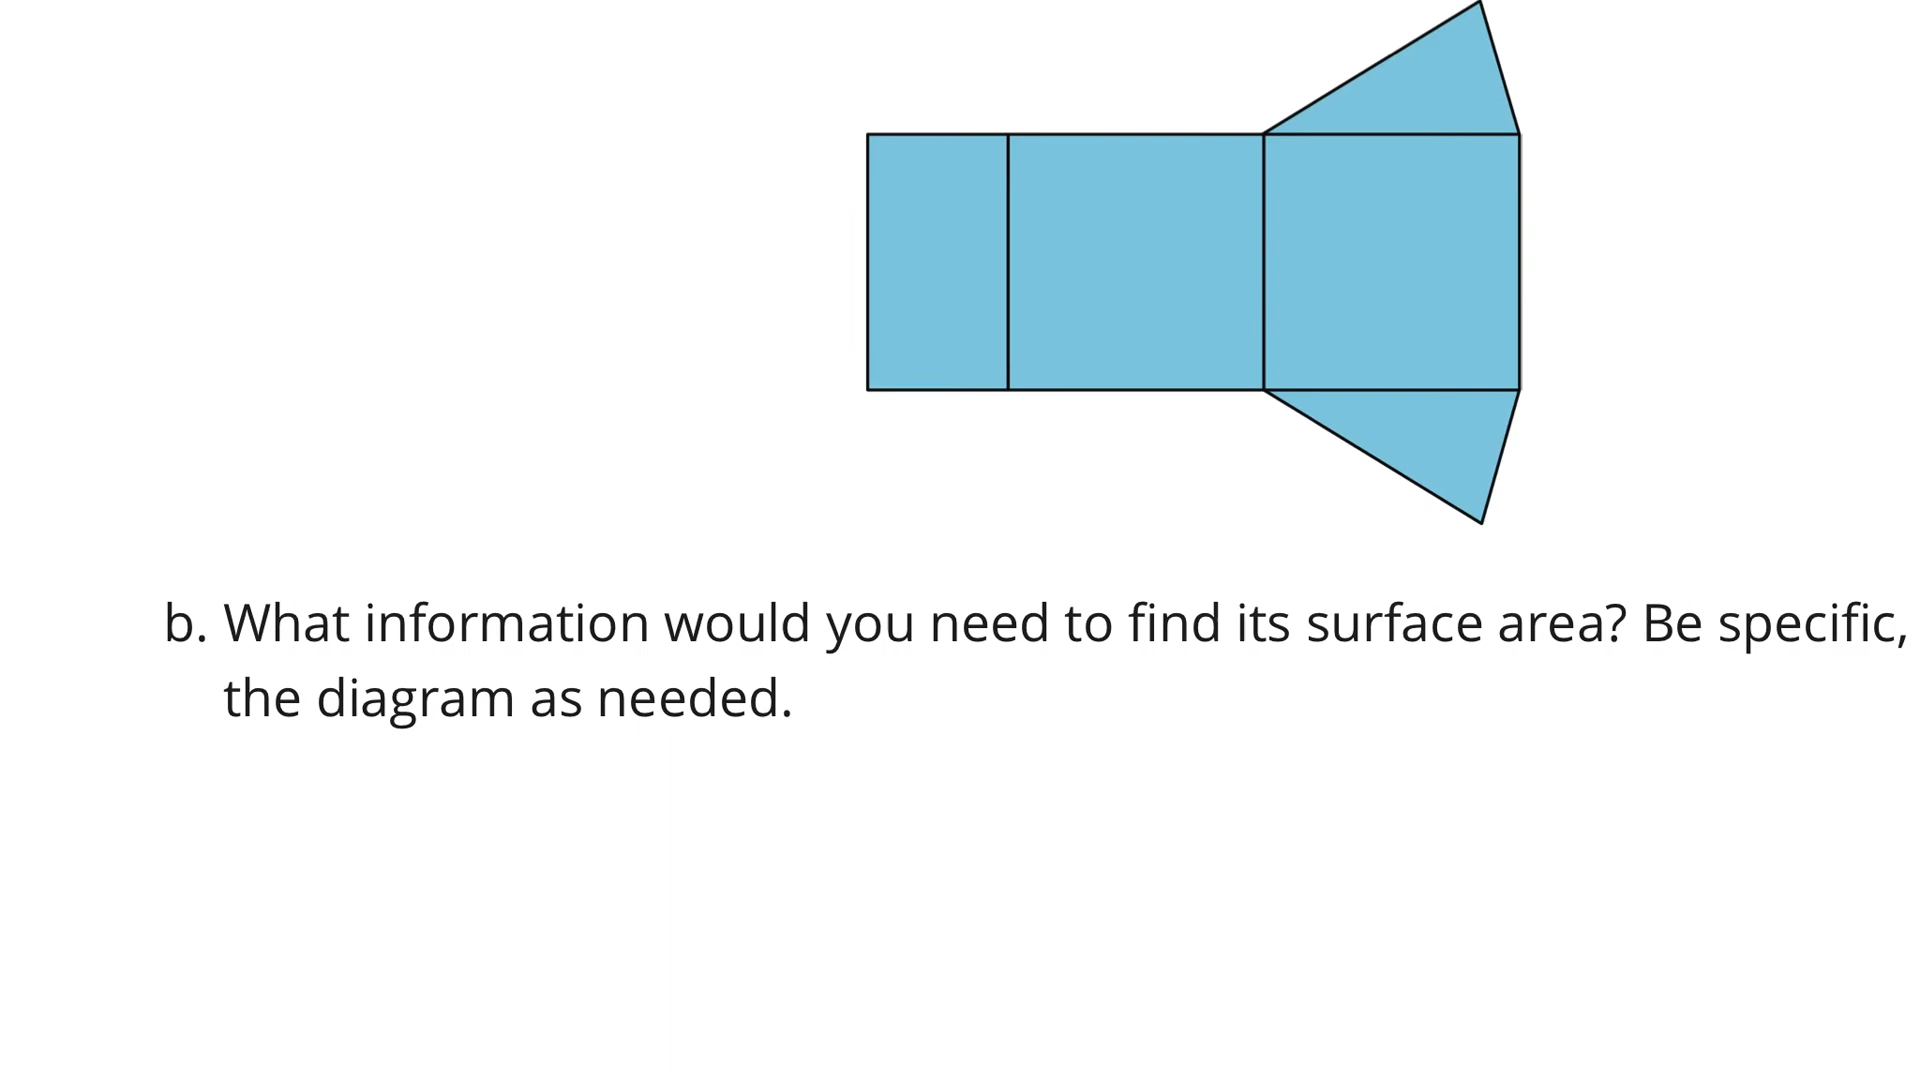 b. What information would you need to find its surface area? Be specific,
the diagram as needed.